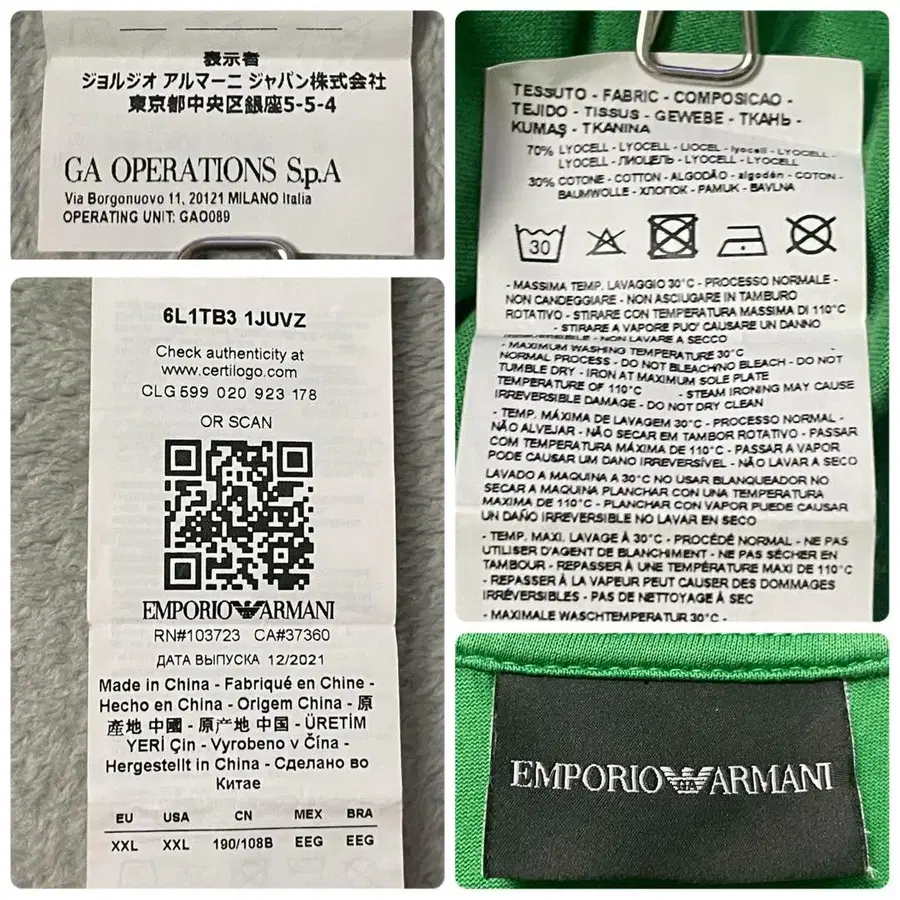 表示者
ジョルジオ アルマーニ ジャパン株式会社
東京都中央区銀座5-5-4
GA OPERATIONS S.p.A
Via Borgonuovo 11, 20121 MILANO Italia
OPERATING UNIT: GAO089
6L1TB3 1JUVZ
Check authenticity at
www.certilogo.com
CLG 599 020 923 178
OR SCAN
EMPORIO ARMANI
RN#103723 CA#37360
ДАТА ВЫПУСКА 12/2021
Made in China - Fabriqué en Chine -
Hecho en China - Origem China - 原
產地 中國 - 原产地 中国 - ÜRETİM
YERİ Çin - Vyrobeno v Čína -
Hergestellt in China - Сделано во
Китае
EU USA CN MEX BRA
XXL XXL 190/108B EEG EEG
TESSUTO - FABRIC - COMPOSICAO -
TEJIDO - TISSUS - GEWEBE - ТКАНЬ -
KUMAŞ - TKANINA
70% LYOCELL - LYOCELL - LIOCEL - lyocell - LYOCELL -
LYOCELL - ЛИОЦЕЛЬ - LYOCELL - LYOCELL
30% COTONE - COTTON - ALGODÃO - algodón - COTON -
BAUMWOLLE - ХЛОПОК - PAMUK - BAVLNA
30
- MASSIMA TEMP. LAVAGGIO 30°C - PROCESSO NORMALE -
NON CANDEGGIARE - NON ASCIUGARE IN TAMBURO
ROTATIVO - STIRARE CON TEMPERATURA MASSIMA DI 110°C
- STIRARE A VAPORE PUO' CAUSARE UN DANNO
IRREVERSIBILE - NON LAVARE A SECCO
- MAXIMUM WASHING TEMPERATURE 30°C -
NORMAL PROCESS - DO NOT BLEACH/NO BLEACH - DO NOT
TUMBLE DRY - IRON AT MAXIMUM SOLE PLATE
TEMPERATURE OF 110°C - STEAM IRONING MAY CAUSE
IRREVERSIBLE DAMAGE - DO NOT DRY CLEAN
- TEMP. MÁXIMA DE LAVAGEM 30°C - PROCESSO NORMAL -
NÃO ALVEJAR - NÃO SECAR EM TAMBOR ROTATIVO - PASSAR
COM TEMPERATURA MÁXIMA DE 110°C - PASSAR A VAPOR
PODE CAUSAR UM DANO IRREVERSÍVEL - NÃO LAVAR A SECO
LAVADO A MAQUINA A 30°C NO USAR BLANQUEADOR NO
SECAR A MAQUINA PLANCHAR CON UNA TEMPERATURA
MAXIMA DE 110°C - PLANCHAR CON VAPOR PUEDE CAUSAR
UN DAÑO IRREVERSIBLE NO LAVAR EN SECO
- TEMP. MAXI. LAVAGE À 30°C - PROCÉDÉ NORMAL - NE PAS
UTILISER D'AGENT DE BLANCHIMENT - NE PAS SÉCHER EN
TAMBOUR - REPASSER À UNE TEMPÉRATURE MAXI DE 110°C
- REPASSER À LA VAPEUR PEUT CAUSER DES DOMMAGES
IRRÉVERSIBLES - PAS DE NETTOYAGE À SEC
- MAXIMALE WASCHTEMPERATUR 30°C -
EMPORIO GA ARMANI